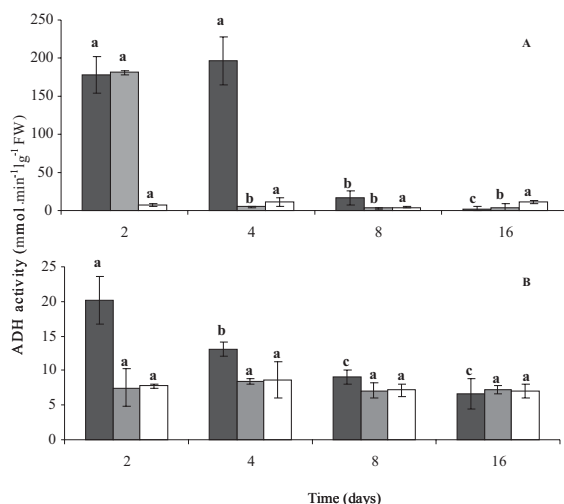 ADH activity (mmol.min-1]g-1 FW)
A
250
200
150
100
50
0
a a a
a b a
b b a
c b a
2 4 8 16
B
25
20
15
10
5
0
a a a
b a a
c a a
c a a
2 4 8 16
Time (days)